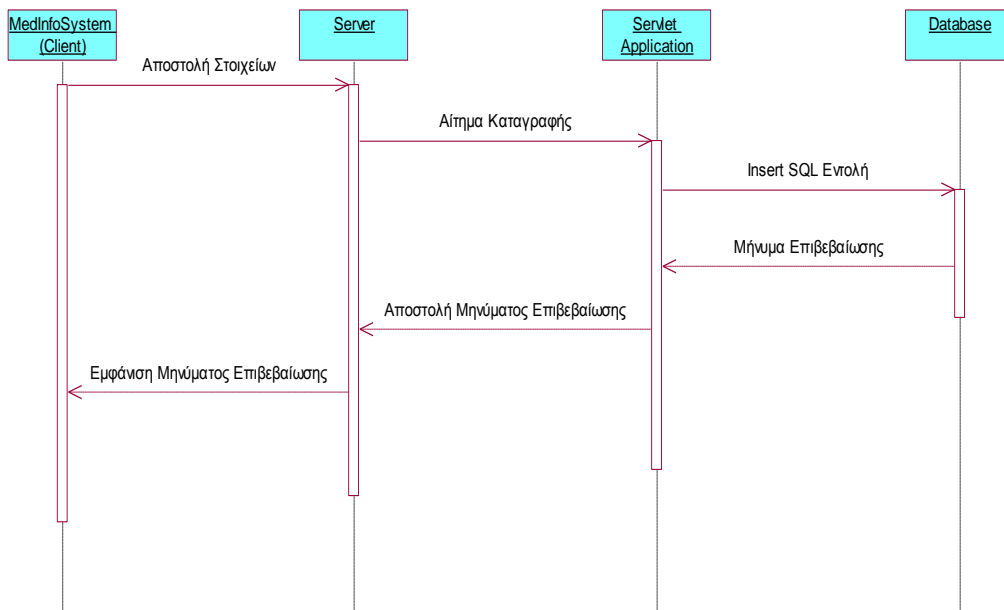 MedInfoSystem
(Client)
Server
Servlet
Application
Database
Αποστολή Στοιχείων
Αίτημα Καταγραφής
Insert SQL Εντολή
Μήνυμα Επιβεβαίωσης
Αποστολή Μηνύματος Επιβεβαίωσης
Εμφάνιση Μηνύματος Επιβεβαίωσης